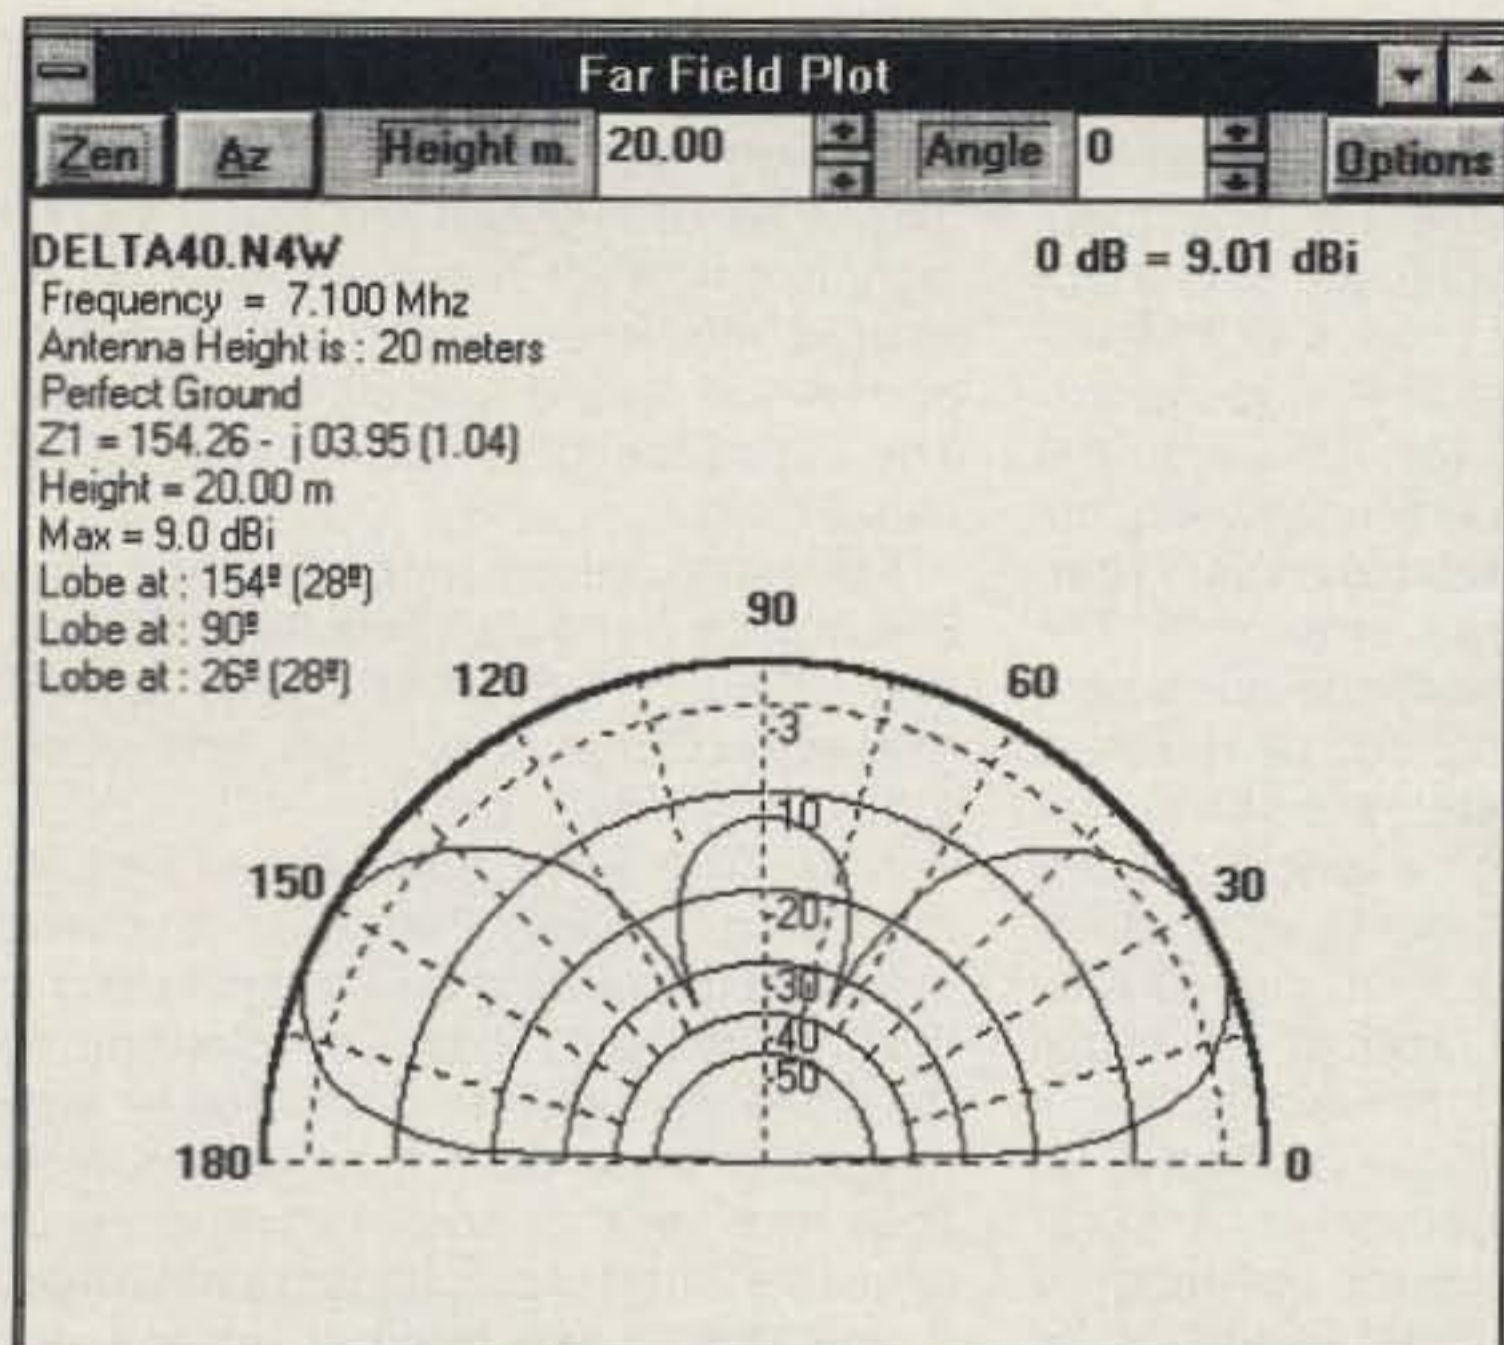 Far Field Plot
Zen Az Height m. 20.00 Angle 0 Options
DELTA40.N4W 0 dB = 9.01 dBi
Frequency = 7.100 Mhz
Antenna Height is : 20 meters
Perfect Ground
Z1 = 154.26 - j 03.95 (1.04)
Height = 20.00 m
Max = 9.0 dBi
Lobe at : 154º (28º)
Lobe at : 90º
Lobe at : 26º (28º)
90
120 60
-3
-10
150 30
-20
-30
-40
-50
180 0